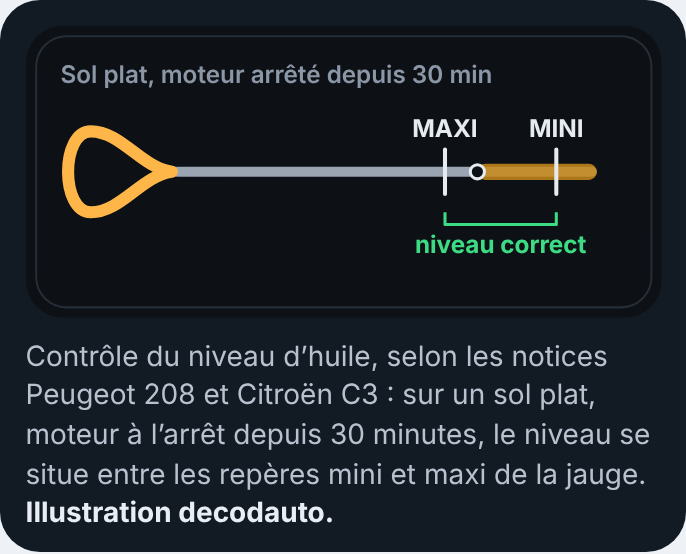 Sol plat, moteur arrêté depuis 30 min
MAXI MINI
niveau correct
Contrôle du niveau d’huile, selon les notices
Peugeot 208 et Citroën C3 : sur un sol plat,
moteur à l’arrêt depuis 30 minutes, le niveau se
situe entre les repères mini et maxi de la jauge.
Illustration decodauto.